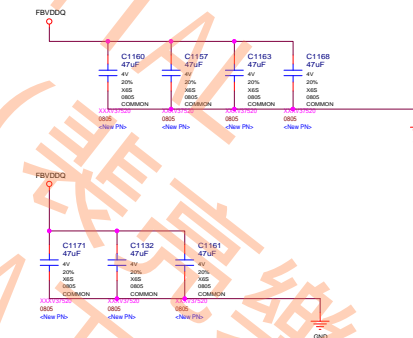 FBVDDQ
C1160 C1157 C1163 C1168
47uF 47uF 47uF 47uF
4V 4V 4V 4V
20% 20% 20% 20%
X6S X6S X6S X6S
0805 0805 0805 0805
COMMON COMMON COMMON COMMON
0805 0805 0805 0805
<New PN> <New PN> <New PN> <New PN>
FBVDDQ
C1171 C1132 C1161
47uF 47uF 47uF
4V 4V 4V
20% 20% 20%
X6S X6S X6S
0805 0805 0805
COMMON COMMON COMMON
0805 0805 0805
<New PN> <New PN> <New PN>
GND